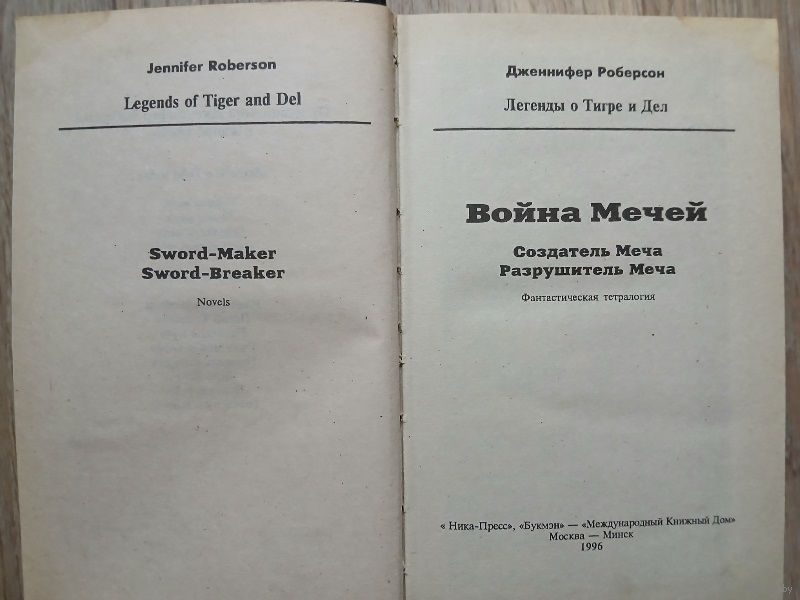 Jennifer Roberson
Legends of Tiger and Del
Sword-Maker
Sword-Breaker
Novels
Дженнифер Роберсон
Легенды о Тигре и Дел
Война Мечей
Создатель Меча
Разрушитель Меча
Фантастическая тетралогия
« Ника-Пресс», «Букмэн» — «Международный Книжный Дом»
Москва — Минск
1996